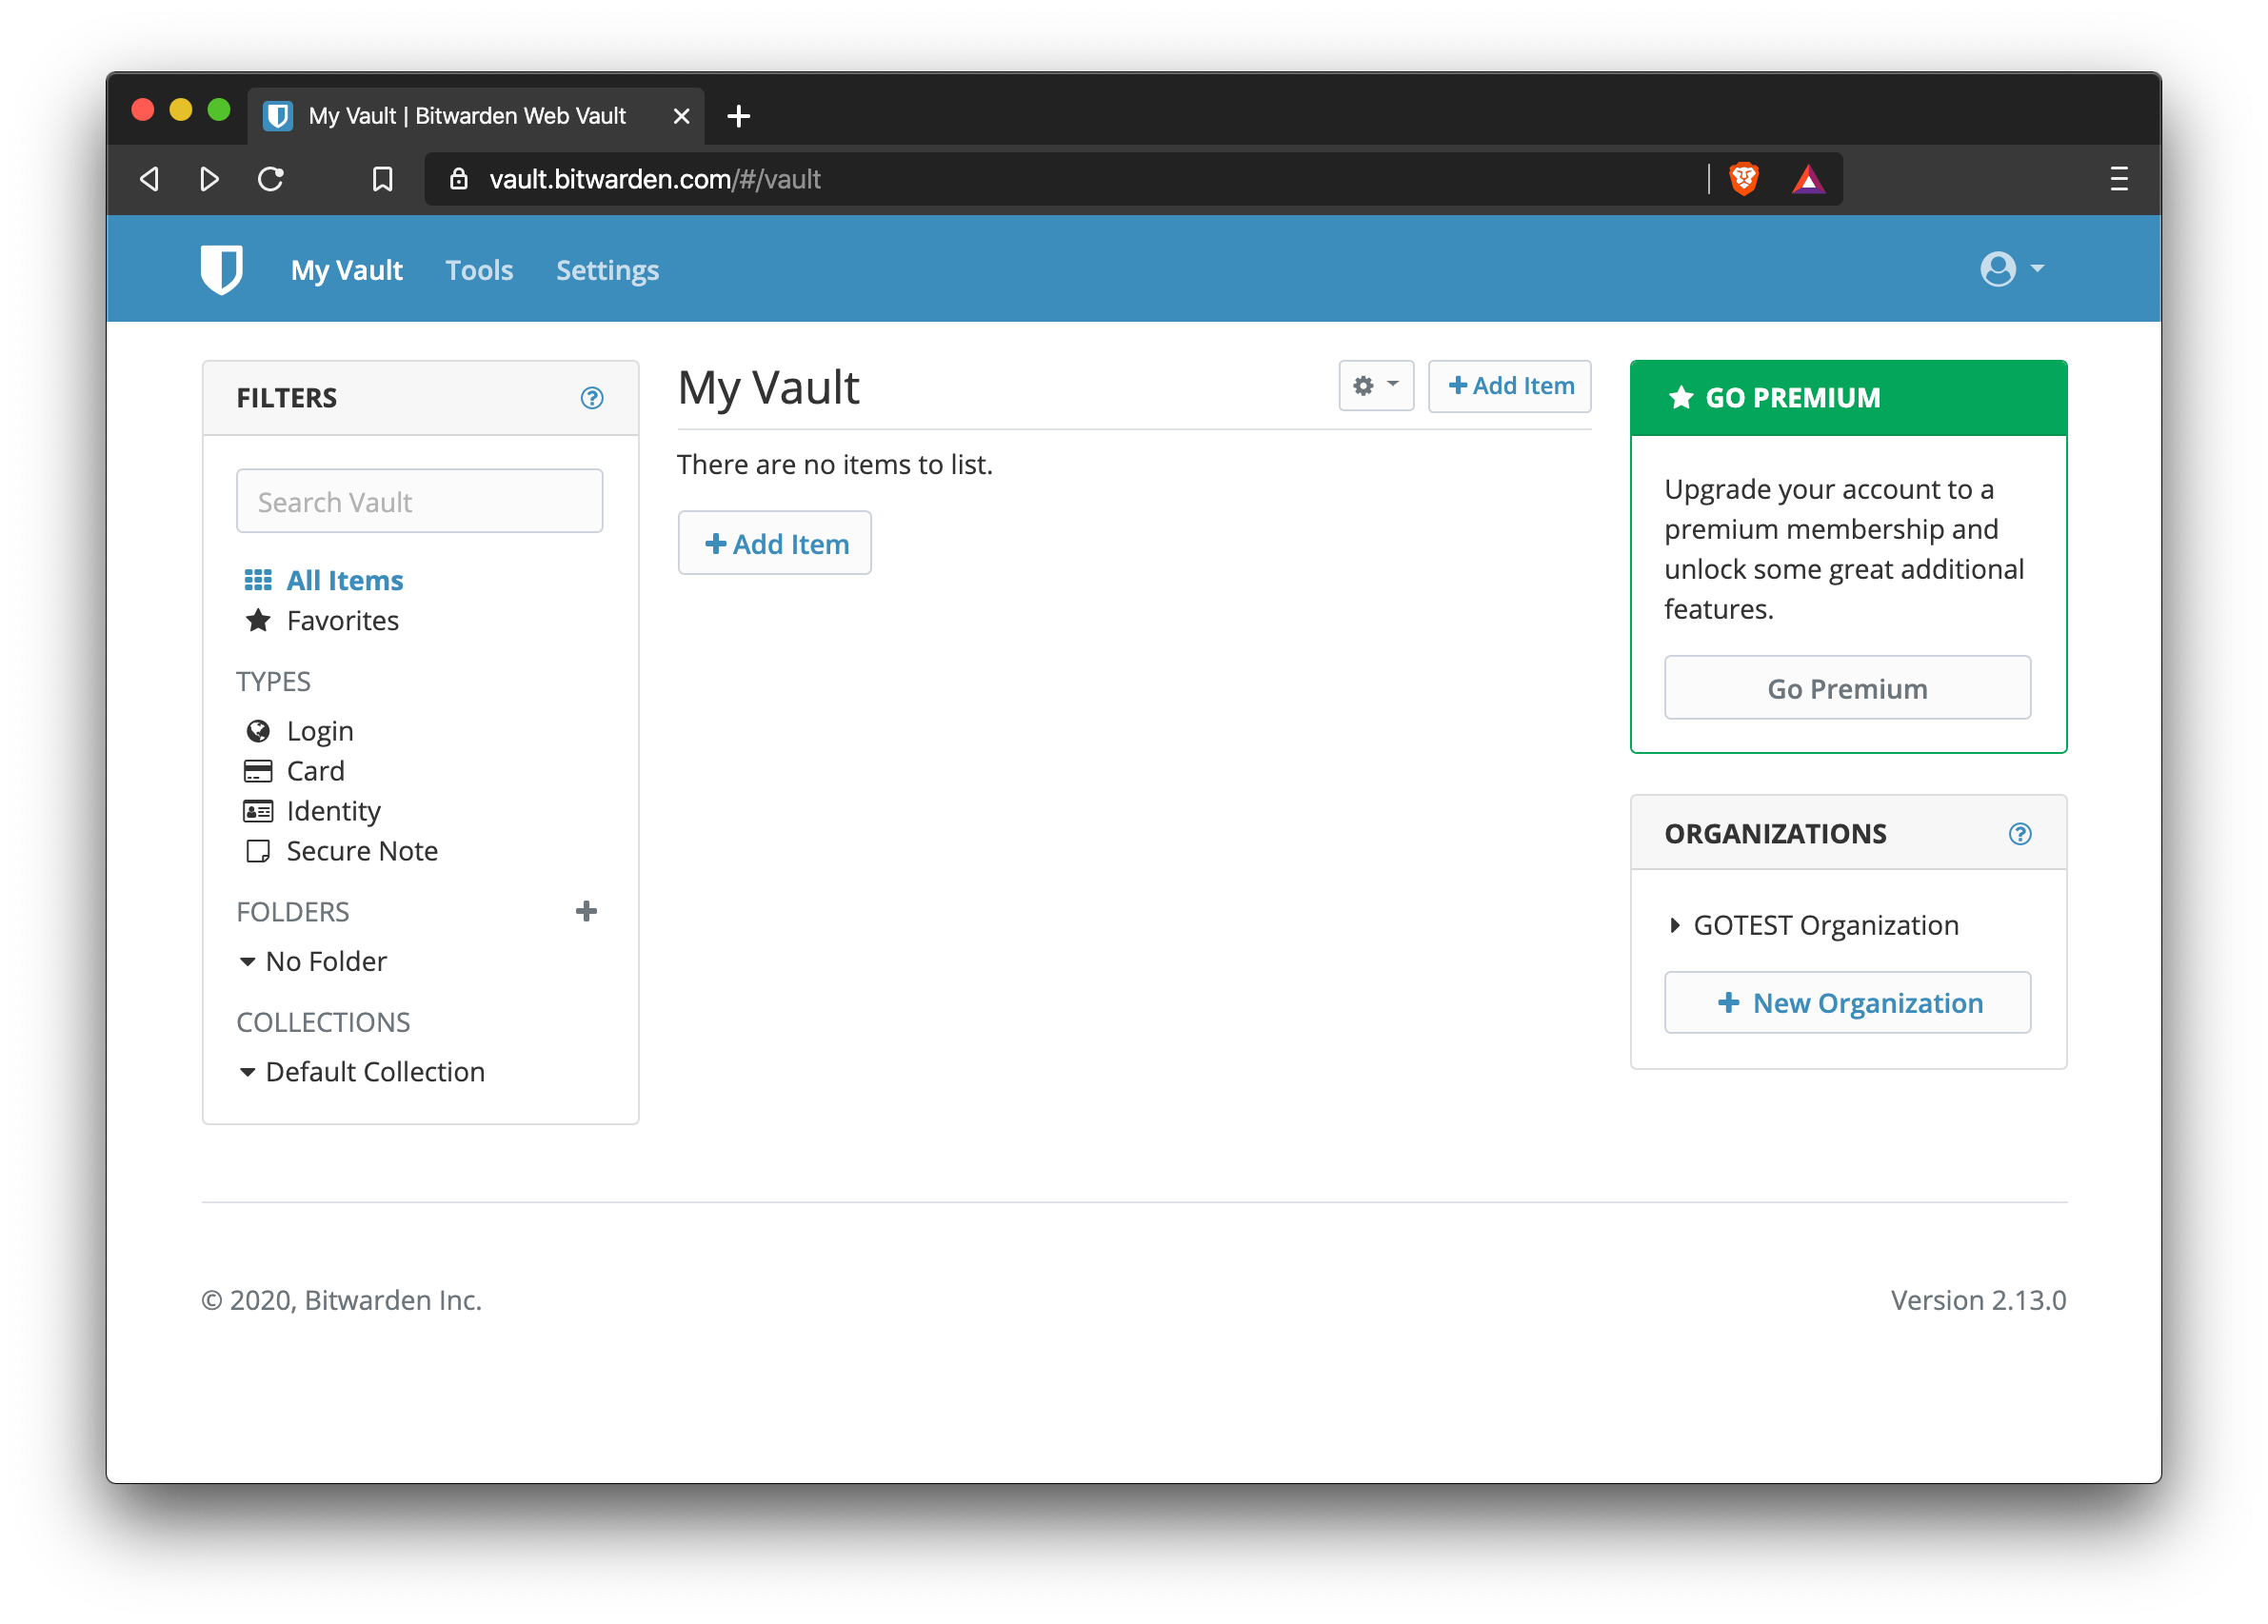 My Vault | Bitwarden Web Vault
vault.bitwarden.com/#/vault
My Vault Tools Settings
FILTERS
Search Vault
All Items
Favorites
TYPES
Login
Card
Identity
Secure Note
FOLDERS
No Folder
COLLECTIONS
Default Collection
My Vault
Add Item
There are no items to list.
Add Item
GO PREMIUM
Upgrade your account to a
premium membership and
unlock some great additional
features.
Go Premium
ORGANIZATIONS
GOTEST Organization
New Organization
© 2020, Bitwarden Inc.
Version 2.13.0